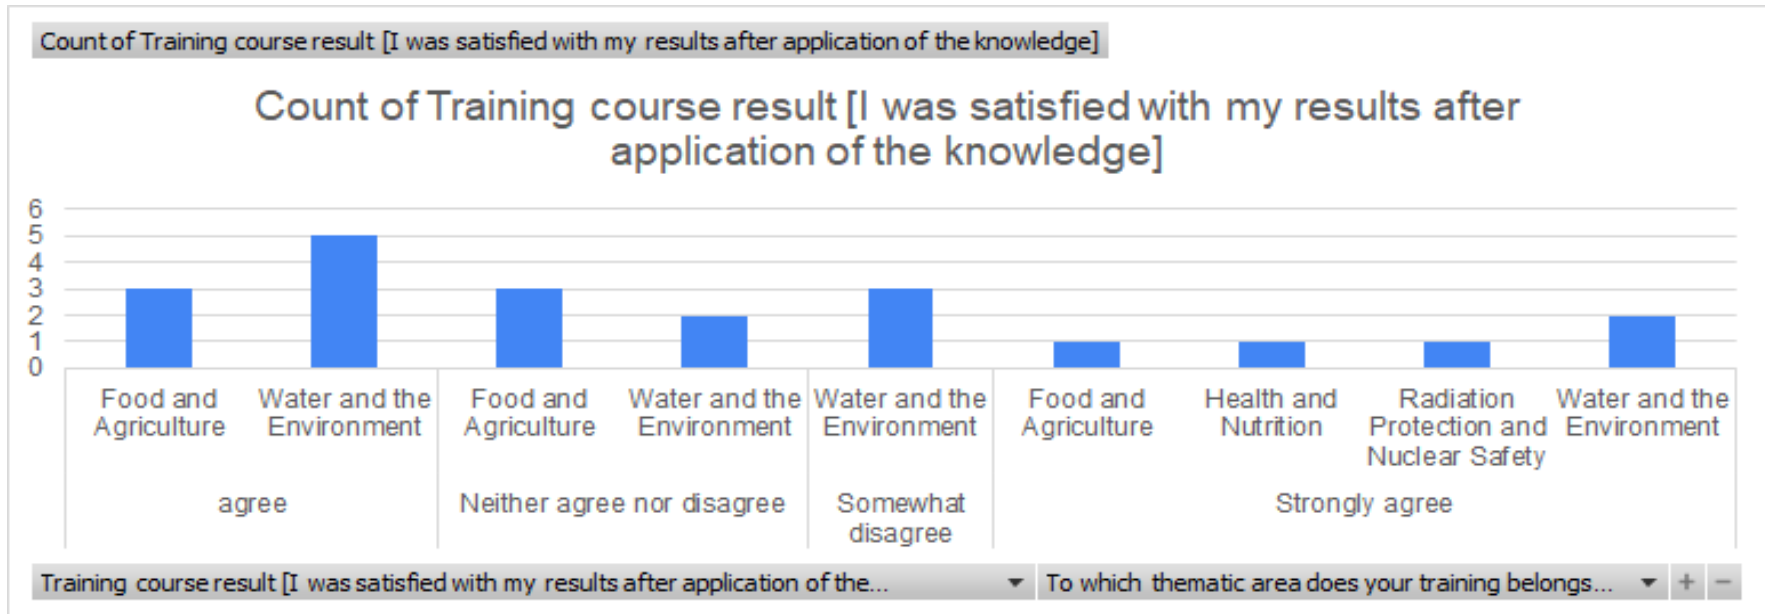 Count of Training course result [I was satisfied with my results after application of the knowledge]
Count of Training course result [I was satisfied with my results after
application of the knowledge]
6
5
4
3
2
1
0
Food and Agriculture
Water and the Environment
Food and Agriculture
Water and the Environment
Water and the Environment
Food and Agriculture
Health and Nutrition
Radiation Protection and Nuclear Safety
Water and the Environment
agree
Neither agree nor disagree
Somewhat disagree
Strongly agree
Training course result [I was satisfied with my results after application of the...
To which thematic area does your training belongs...
+ −